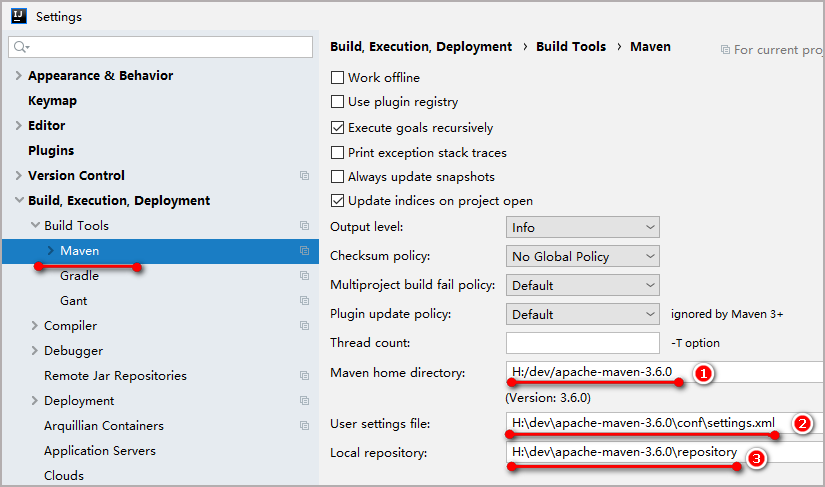 IJ Settings
Build, Execution, Deployment › Build Tools › Maven For current proj
Appearance & Behavior
Keymap
Editor
Plugins
Version Control
Build, Execution, Deployment
Build Tools
Maven
Gradle
Gant
Compiler
Debugger
Remote Jar Repositories
Deployment
Arquillian Containers
Application Servers
Clouds
Work offline
Use plugin registry
Execute goals recursively
Print exception stack traces
Always update snapshots
Update indices on project open
Output level: Info
Checksum policy: No Global Policy
Multiproject build fail policy: Default
Plugin update policy: Default ignored by Maven 3+
Thread count: -T option
Maven home directory: H:/dev/apache-maven-3.6.0 1
(Version: 3.6.0)
User settings file: H:\dev\apache-maven-3.6.0\conf\settings.xml 2
Local repository: H:\dev\apache-maven-3.6.0\repository 3